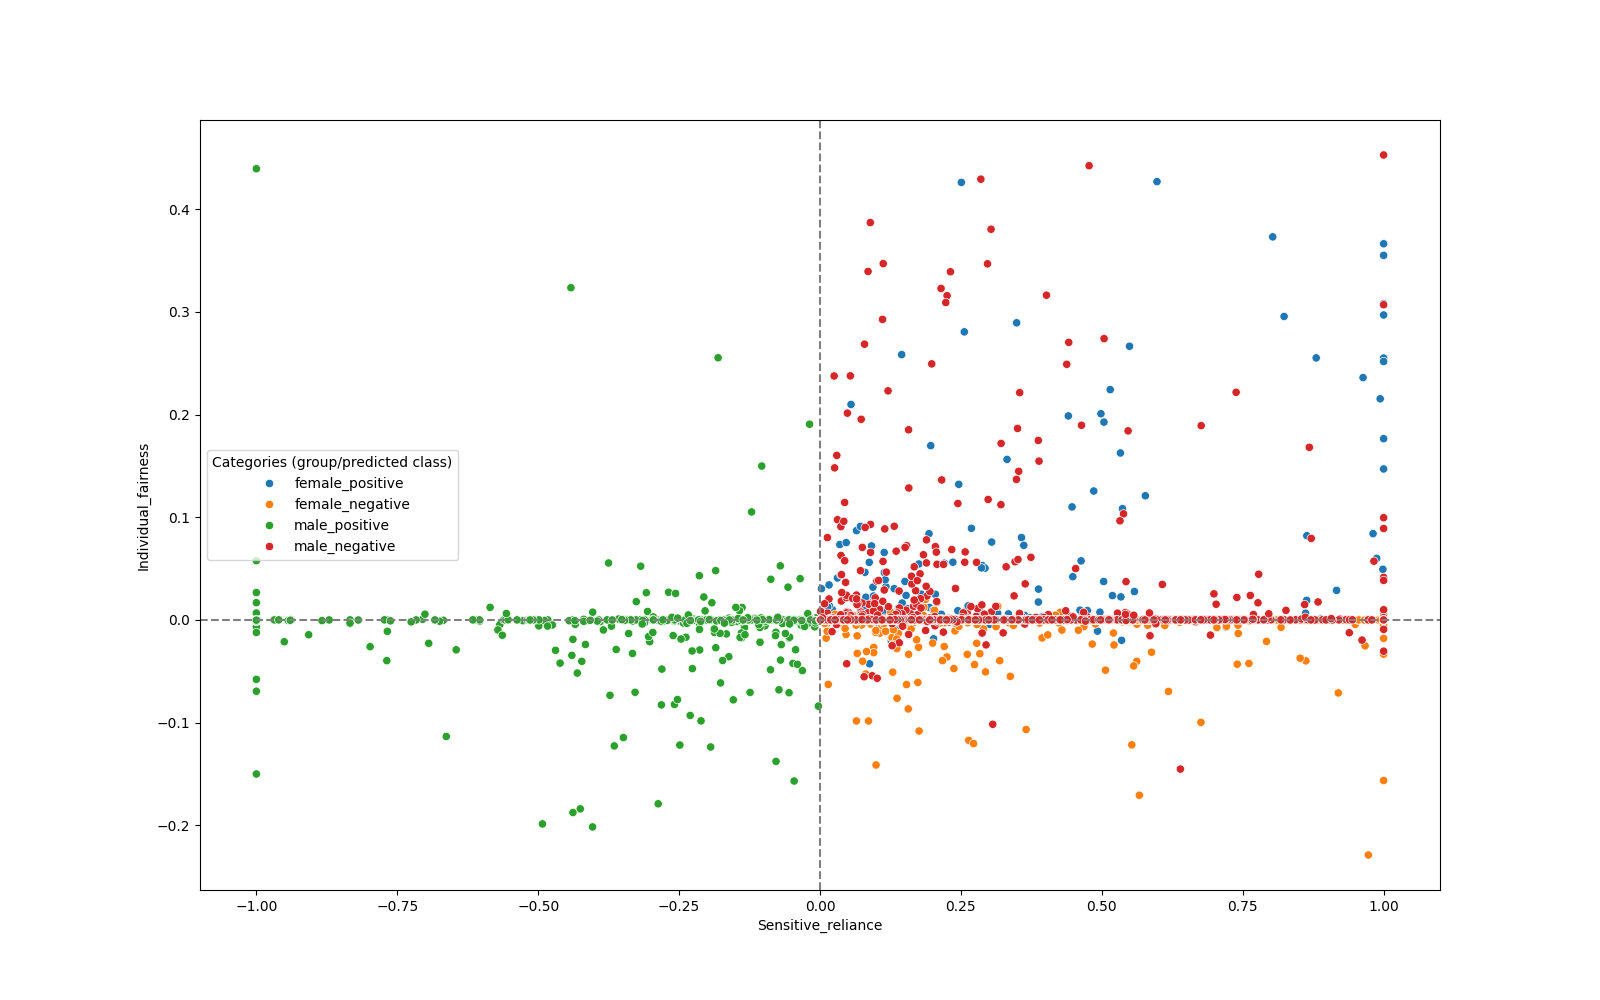 0.4
0.3
0.2
0.1
0.0
−0.1
−0.2
Individual_fairness
Categories (group/predicted class)
female_positive
female_negative
male_positive
male_negative
−1.00 −0.75 −0.50 −0.25 0.00 0.25 0.50 0.75 1.00
Sensitive_reliance